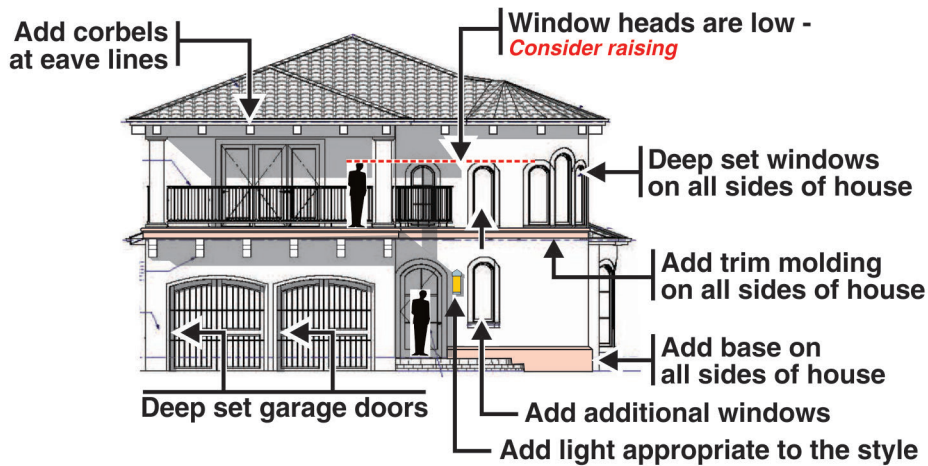 Add corbels
at eave lines
Window heads are low -
Consider raising
Deep set windows
on all sides of house
Add trim molding
on all sides of house
Add base on
all sides of house
Deep set garage doors
Add additional windows
Add light appropriate to the style